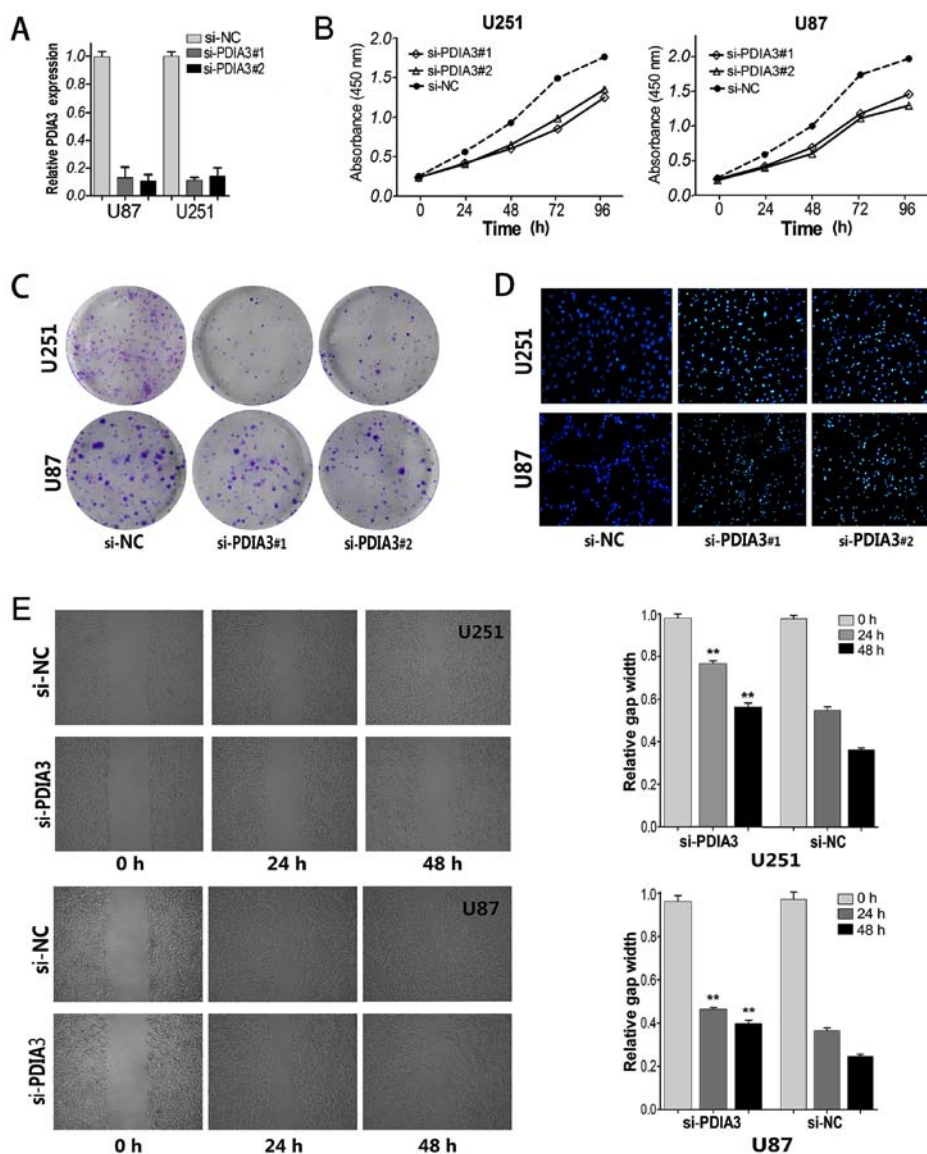 A
si-NC
si-PDIA3#1
si-PDIA3#2
Relative PDIA3 expression
1.2
1.0
0.8
0.6
0.4
0.2
0.0
U87
U251
B
U251
Absorbance (450 nm)
2.0
1.5
1.0
0.5
0
si-PDIA3#1
si-PDIA3#2
si-NC
0 24 48 72 96
Time (h)
U87
Absorbance (450 nm)
2.0
1.5
1.0
0.5
0
si-PDIA3#1
si-PDIA3#2
si-NC
0 24 48 72 96
Time (h)
C
U251
U87
si-NC si-PDIA3#1 si-PDIA3#2
D
U251
U87
si-NC si-PDIA3#1 si-PDIA3#2
E
si-NC
U251
si-PDIA3
0 h 24 h 48 h
si-NC
U87
si-PDIA3
0 h 24 h 48 h
Relative gap width
1.0
0.8
0.6
0.4
0.2
0.0
0 h
24 h
48 h
**
**
si-PDIA3 si-NC
U251
Relative gap width
1.0
0.8
0.6
0.4
0.2
0.0
0 h
24 h
48 h
** **
si-PDIA3 si-NC
U87